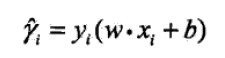 γ̂ᵢ = yᵢ(w·xᵢ + b)